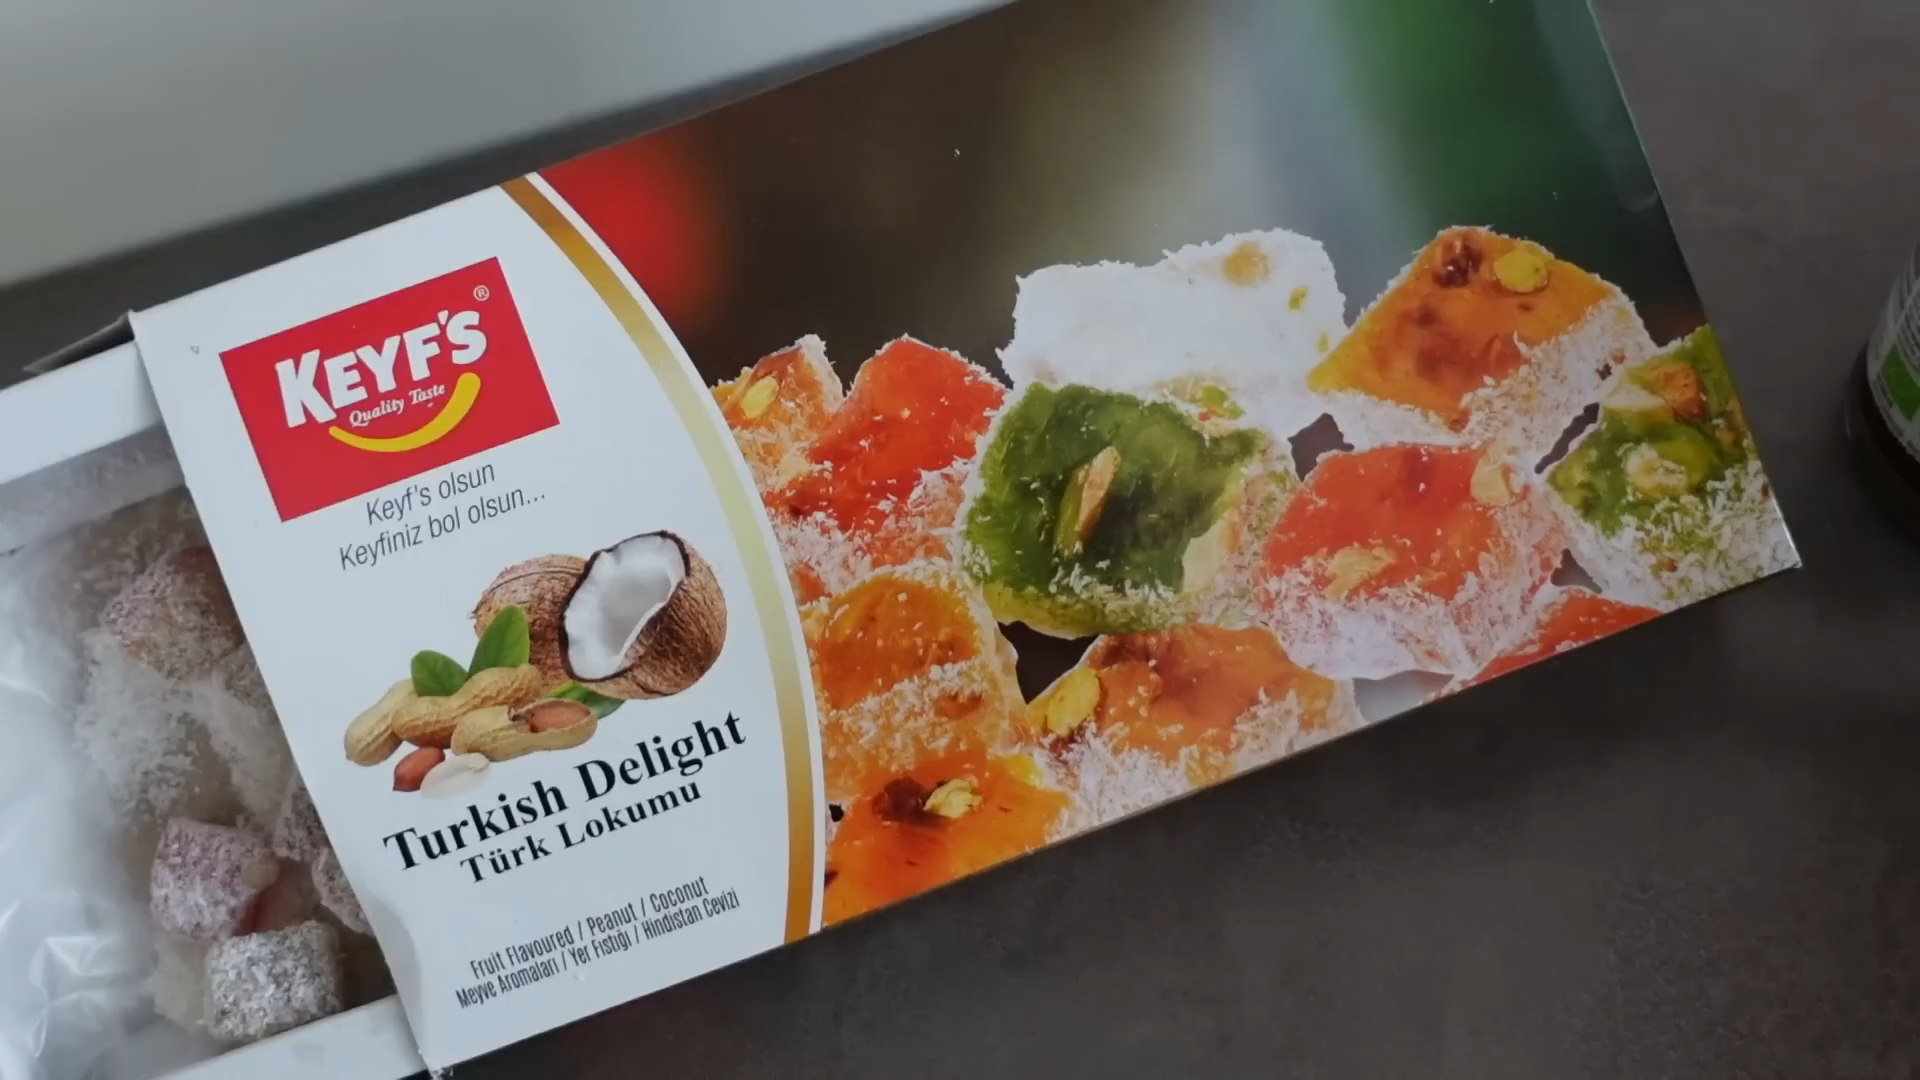 KEYF'S®
Quality Taste
Keyf's olsun
Keyfiniz bol olsun...
Turkish Delight
Türk Lokumu
Fruit Flavoured / Peanut / Coconut
Meyve Aromaları / Yer Fıstığı / Hindistan Cevizi